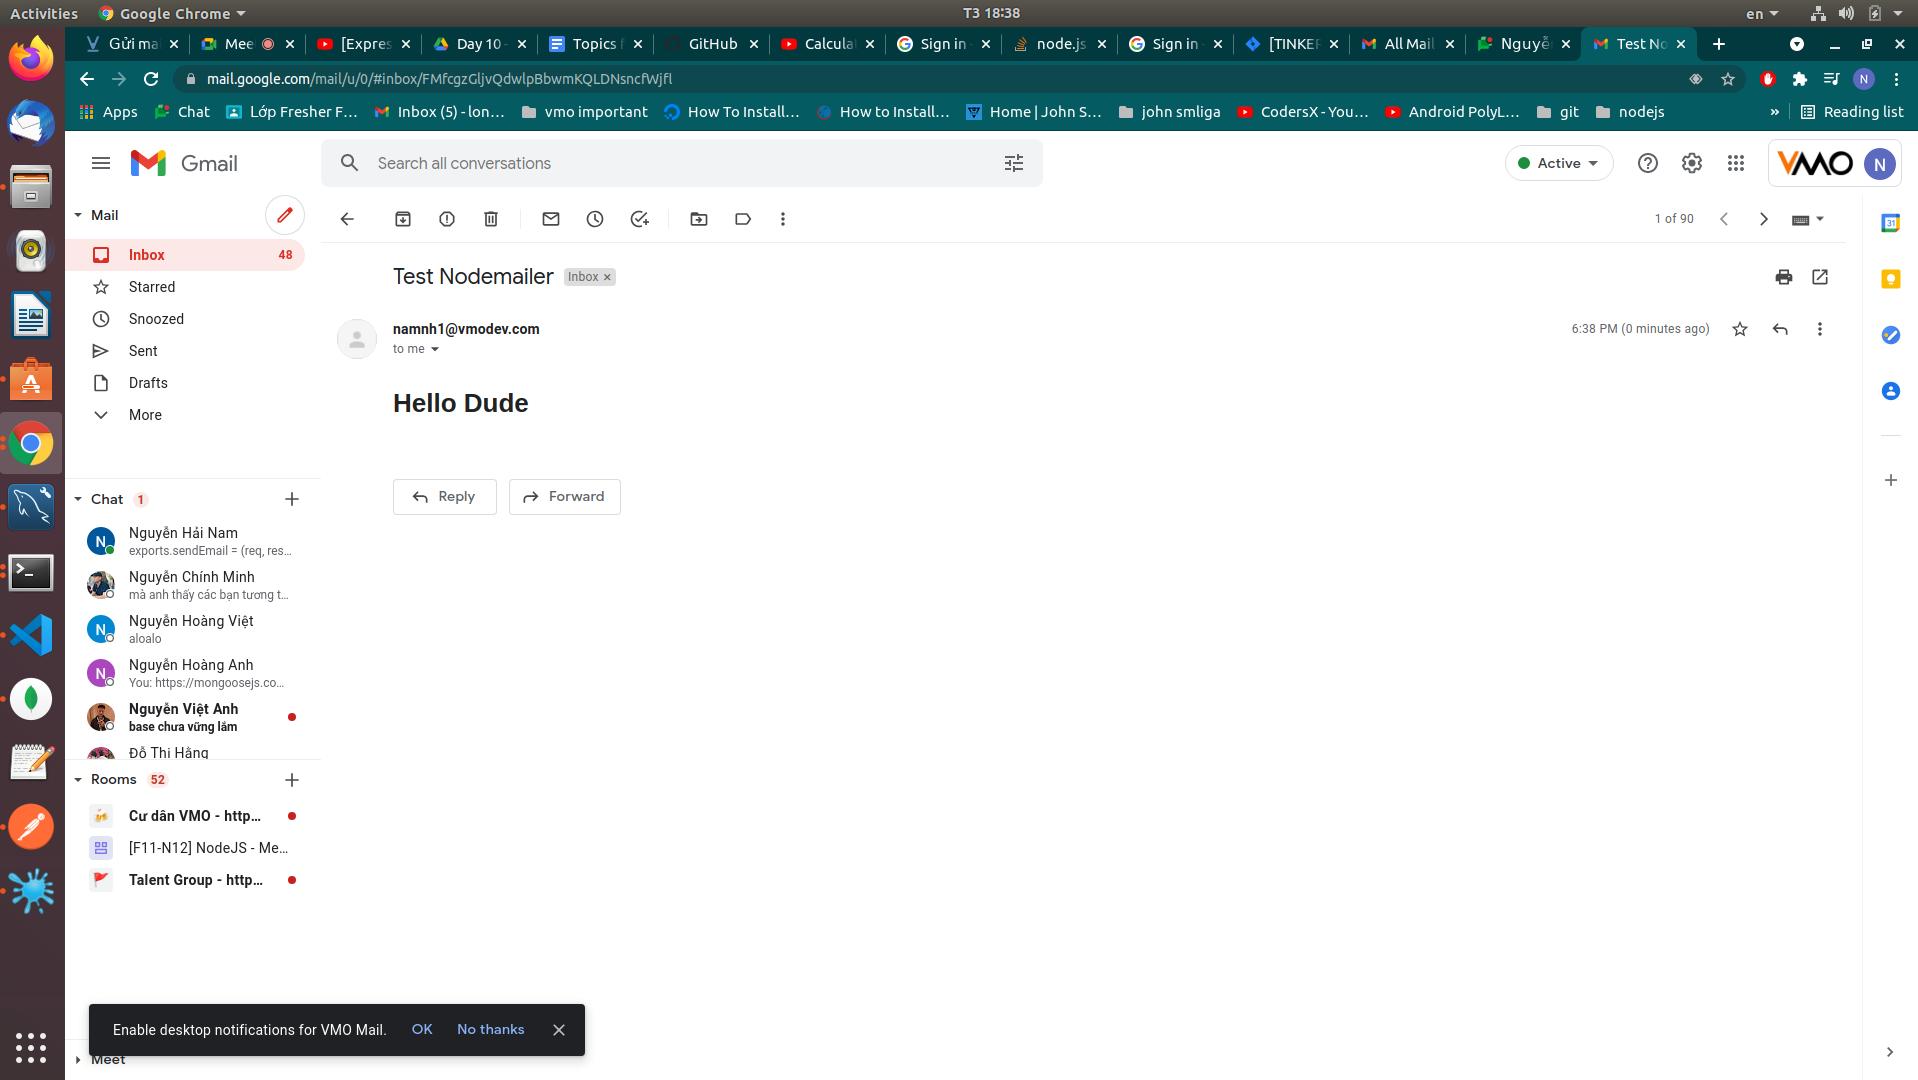 Activities
Google Chrome
T3 18:38
en
Gửi ma
Mee
[Expres
Day 10 -
Topics f
GitHub
Calcula
Sign in
node.js
Sign in
[TINKER
All Mail
Nguyễn
Test No
mail.google.com/mail/u/0/#inbox/FMfcgzGljvQdwlpBbwmKQLDNsncfWjfl
N
Apps
Chat
Lớp Fresher F...
Inbox (5) - lon...
vmo important
How To Install...
How to Install...
Home | John S...
john smliga
CodersX - You...
Android PolyL...
git
nodejs
»
Reading list
Gmail
Search all conversations
Active
VMO
N
Mail
Inbox 48
Starred
Snoozed
Sent
Drafts
More
1 of 90
31
Test Nodemailer
Inbox ×
namnh1@vmodev.com
6:38 PM (0 minutes ago)
to me
Hello Dude
Reply
Forward
Chat 1
N
Nguyễn Hải Nam
exports.sendEmail = (req, res...
Nguyễn Chính Minh
mà anh thấy các bạn tương t...
N
Nguyễn Hoàng Việt
aloalo
N
Nguyễn Hoàng Anh
You: https://mongoosejs.co...
Nguyễn Việt Anh
base chưa vững lắm
Đỗ Thị Hằng
Rooms 52
Cư dân VMO - http...
[F11-N12] NodeJS - Me...
Talent Group - http...
Enable desktop notifications for VMO Mail.
OK
No thanks
Meet